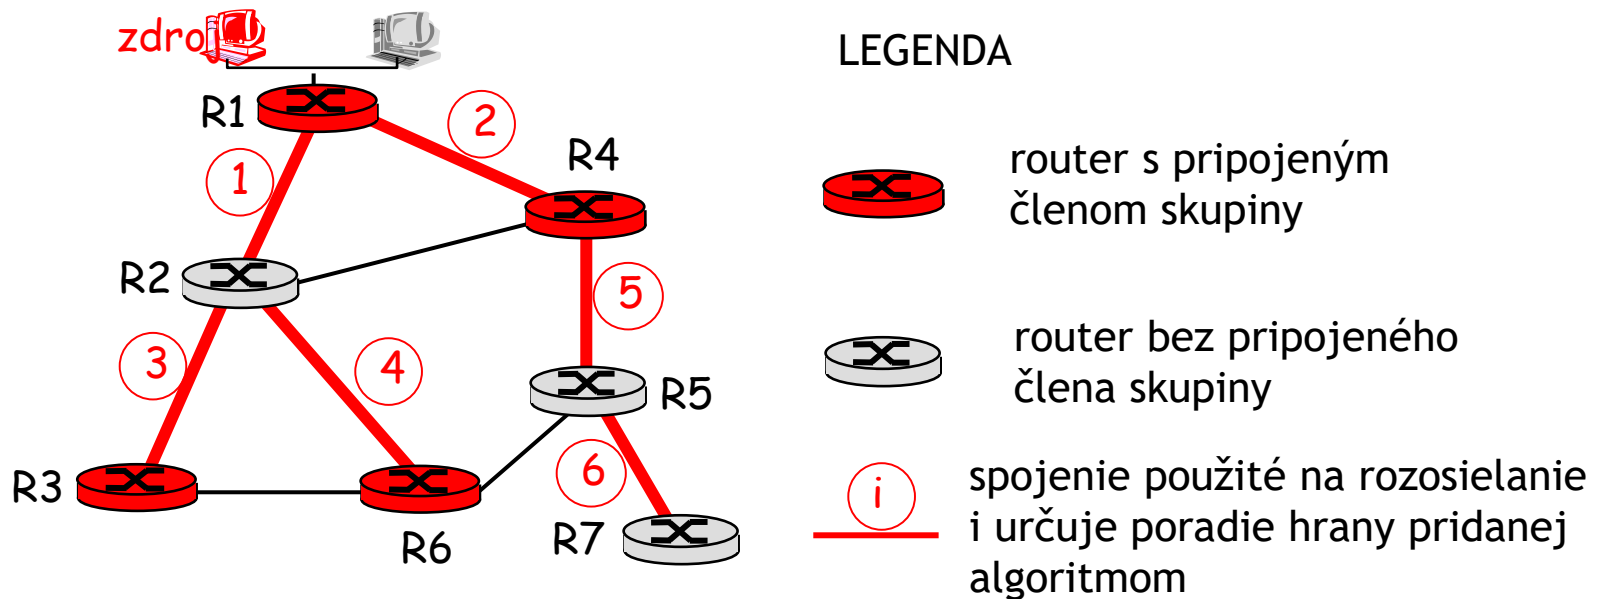 zdroj
LEGENDA
R1
2
R4
1
router s pripojeným
členom skupiny
R2
5
3
4
R5
router bez pripojeného
člena skupiny
R3
6
R6
R7
i
spojenie použité na rozosielanie
i určuje poradie hrany pridanej
algoritmom